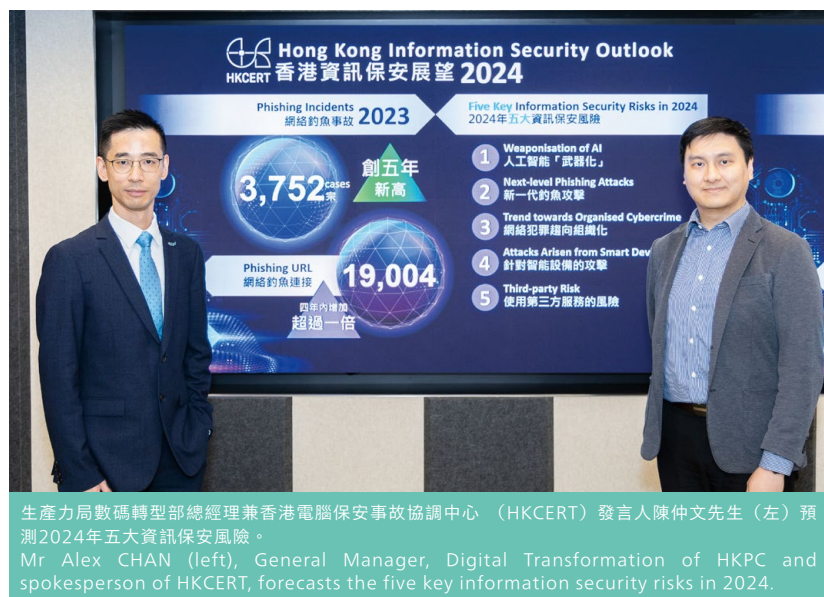 HKCERT
Hong Kong Information Security Outlook
香港資訊保安展望 2024
Phishing Incidents
網絡釣魚事故 2023
3,752 cases 宗
創五年
新高
Phishing URL
網絡釣魚連接
19,004
四年內增加
超過一倍
Five Key Information Security Risks in 2024
2024年五大資訊保安風險
1 Weaponisation of AI
人工智能「武器化」
2 Next-level Phishing Attacks
新一代釣魚攻擊
3 Trend towards Organised Cybercrime
網絡犯罪趨向組織化
4 Attacks Arisen from Smart Dev
針對智能設備的攻擊
5 Third-party Risk
使用第三方服務的風險
生產力局數碼轉型部總經理兼香港電腦保安事故協調中心 （HKCERT）發言人陳仲文先生（左）預
測2024年五大資訊保安風險。
Mr Alex CHAN (left), General Manager, Digital Transformation of HKPC and
spokesperson of HKCERT, forecasts the five key information security risks in 2024.